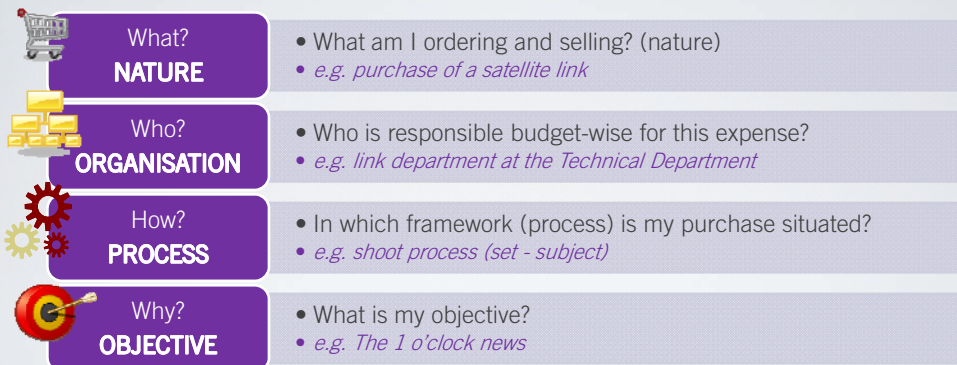 What?
NATURE
• What am I ordering and selling? (nature)
• e.g. purchase of a satellite link
Who?
ORGANISATION
• Who is responsible budget-wise for this expense?
• e.g. link department at the Technical Department
How?
PROCESS
• In which framework (process) is my purchase situated?
• e.g. shoot process (set - subject)
Why?
OBJECTIVE
• What is my objective?
• e.g. The 1 o'clock news